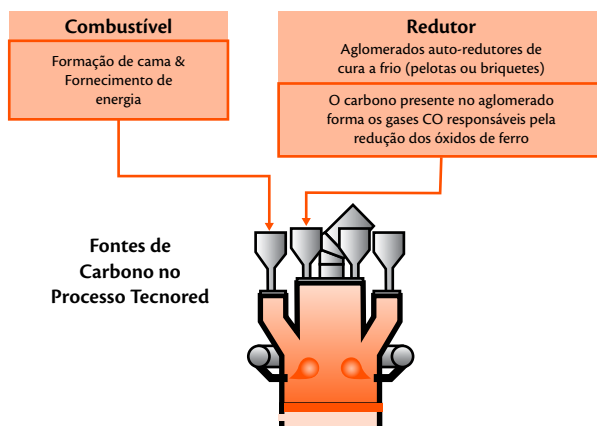 Combustível
Formação de cama &
Fornecimento de
energia
Redutor
Aglomerados auto-redutores de
cura a frio (pelotas ou briquetes)
O carbono presente no aglomerado
forma os gases CO responsáveis pela
redução dos óxidos de ferro
Fontes de
Carbono no
Processo Tecnored